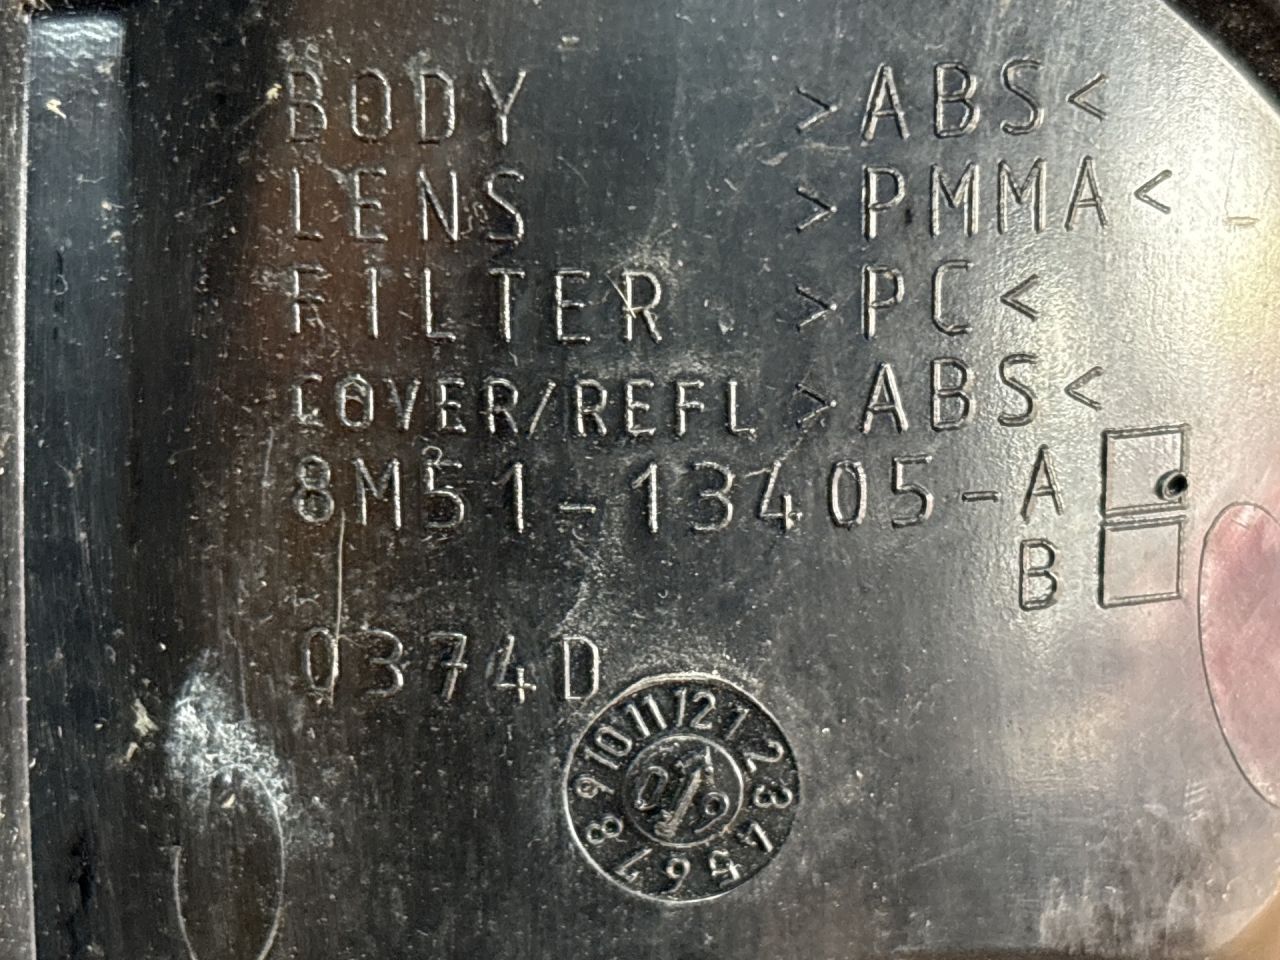 BODY >ABS<
LENS >PMMA<
FILTER >PC<
COVER/REFL >ABS<
8M51-13405-A
B
0374D
1 2 3 4 5 6 7 8 9 10 11 12